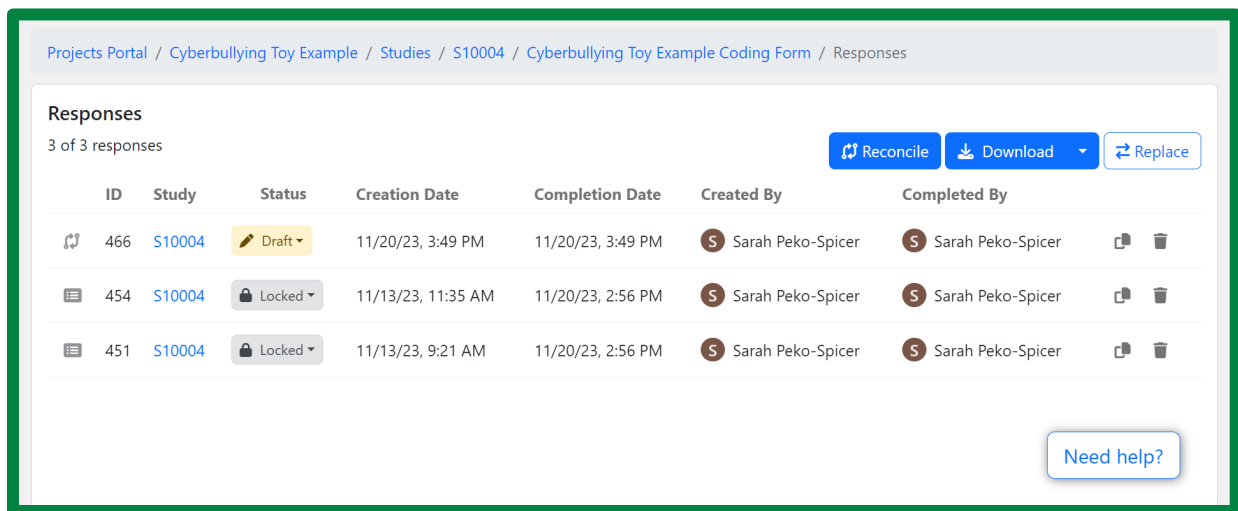 Projects Portal / Cyberbullying Toy Example / Studies / S10004 / Cyberbullying Toy Example Coding Form / Responses
Responses
3 of 3 responses
Reconcile Download Replace
ID Study Status Creation Date Completion Date Created By Completed By
466 S10004 Draft 11/20/23, 3:49 PM 11/20/23, 3:49 PM S Sarah Peko-Spicer S Sarah Peko-Spicer
454 S10004 Locked 11/13/23, 11:35 AM 11/20/23, 2:56 PM S Sarah Peko-Spicer S Sarah Peko-Spicer
451 S10004 Locked 11/13/23, 9:21 AM 11/20/23, 2:56 PM S Sarah Peko-Spicer S Sarah Peko-Spicer
Need help?